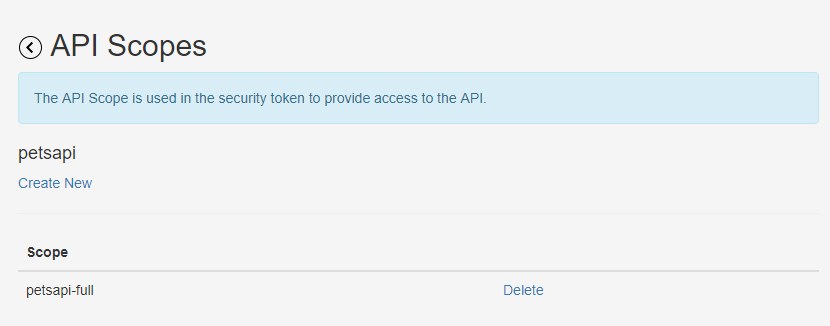 API Scopes
The API Scope is used in the security token to provide access to the API.
petsapi
Create New
Scope
petsapi-full Delete